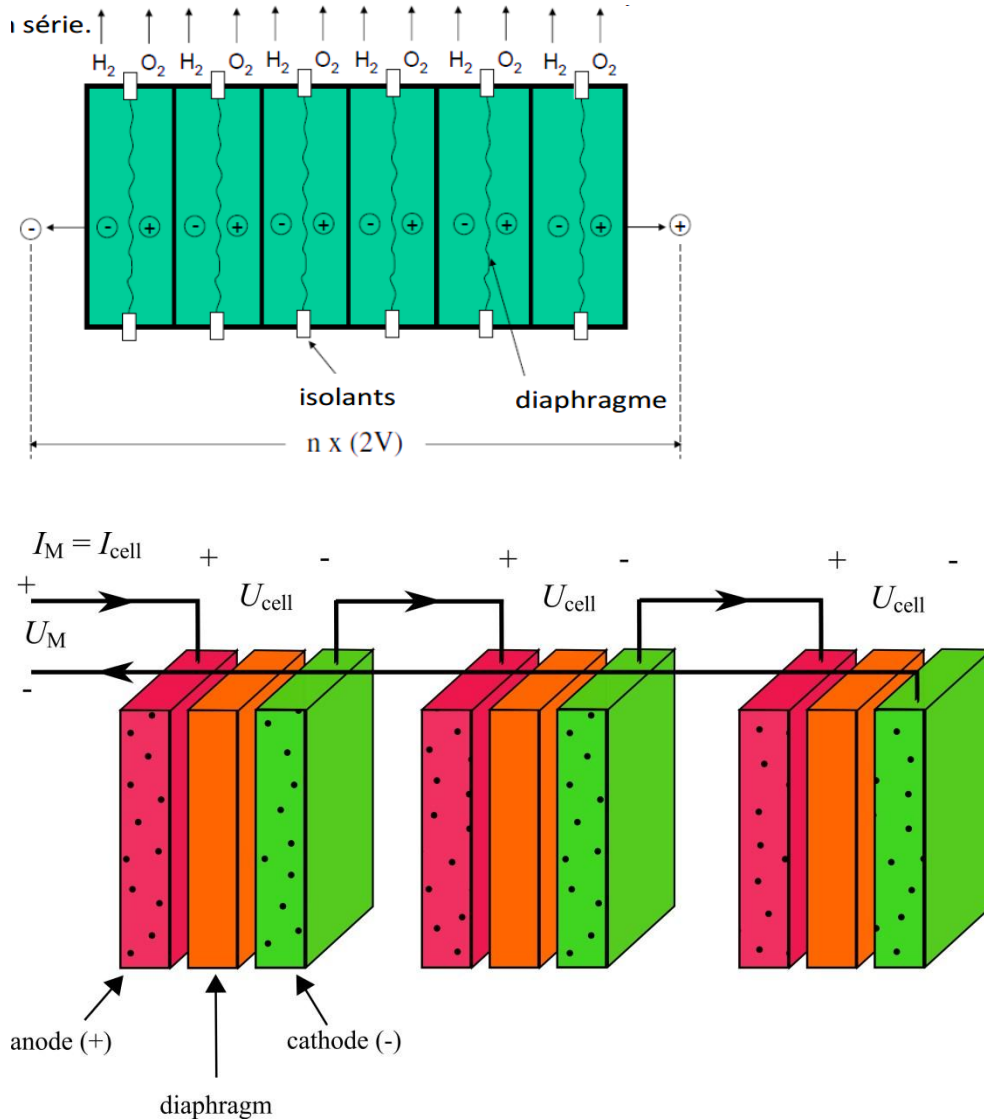 série.
H2 O2 H2 O2 H2 O2 H2 O2 H2 O2 H2 O2
- - + - + - + - + - + - + +
isolants
diaphragme
n x (2V)
IM = Icell
+ - + - + -
+
Ucell Ucell Ucell
UM
-
anode (+)
cathode (-)
diaphragm